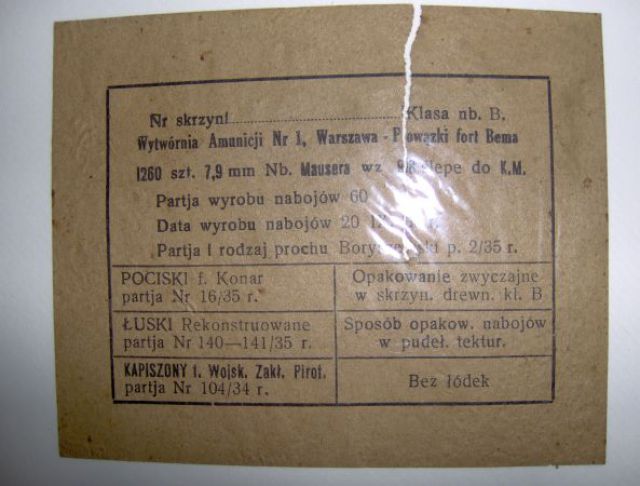 Nr skrzyni.......................... Klasa nb. B.
Wytwórnia Amunicji Nr 1, Warszawa - Powązki fort Bema
1260 szt. 7,9 mm Nb. Mausera wz. ślepe do K.M.
Partja wyrobu nabojów 60
Data wyrobu nabojów 20
Partja i rodzaj prochu p. 2/35 r.
POCISKI f. Konar
partja Nr 16/35 r.
Opakowanie zwyczajne
w skrzyn. drewn. kl. B
ŁUSKI Rekonstruowane
partja Nr 140—141/35 r.
Sposób opakow. nabojów
w pudeł. tektur.
KAPISZONY f. Wojsk. Zakł. Pirot.
partja Nr 104/34 r.
Bez łódek